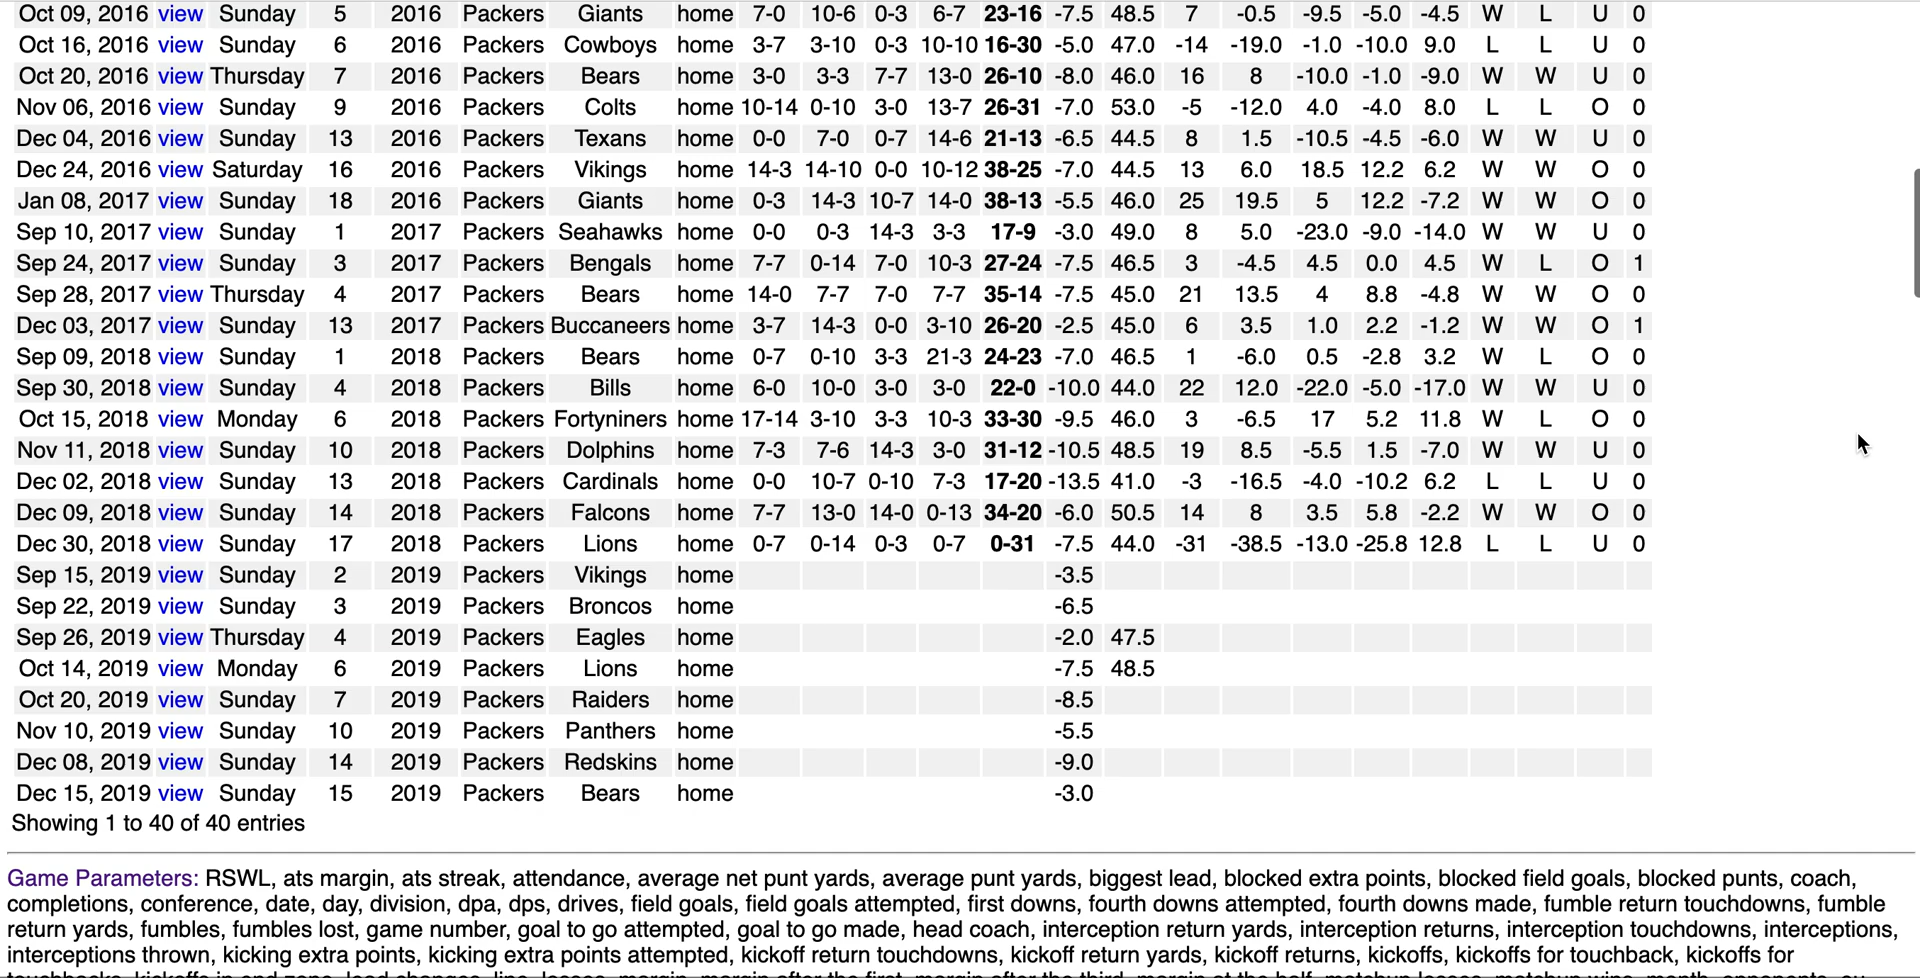 Oct 09, 2016 view Sunday 5 2016 Packers Giants home 7-0 10-6 0-3 6-7 23-16 -7.5 48.5 7 -0.5 -9.5 -5.0 -4.5 W L U 0
Oct 16, 2016 view Sunday 6 2016 Packers Cowboys home 3-7 3-10 0-3 10-10 16-30 -5.0 47.0 -14 -19.0 -1.0 -10.0 9.0 L L U 0
Oct 20, 2016 view Thursday 7 2016 Packers Bears home 3-0 3-3 7-7 13-0 26-10 -8.0 46.0 16 8 -10.0 -1.0 -9.0 W W U 0
Nov 06, 2016 view Sunday 9 2016 Packers Colts home 10-14 0-10 3-0 13-7 26-31 -7.0 53.0 -5 -12.0 4.0 -4.0 8.0 L L O 0
Dec 04, 2016 view Sunday 13 2016 Packers Texans home 0-0 7-0 0-7 14-6 21-13 -6.5 44.5 8 1.5 -10.5 -4.5 -6.0 W W U 0
Dec 24, 2016 view Saturday 16 2016 Packers Vikings home 14-3 14-10 0-0 10-12 38-25 -7.0 44.5 13 6.0 18.5 12.2 6.2 W W O 0
Jan 08, 2017 view Sunday 18 2016 Packers Giants home 0-3 14-3 10-7 14-0 38-13 -5.5 46.0 25 19.5 5 12.2 -7.2 W W O 0
Sep 10, 2017 view Sunday 1 2017 Packers Seahawks home 0-0 0-3 14-3 3-3 17-9 -3.0 49.0 8 5.0 -23.0 -9.0 -14.0 W W U 0
Sep 24, 2017 view Sunday 3 2017 Packers Bengals home 7-7 0-14 7-0 10-3 27-24 -7.5 46.5 3 -4.5 4.5 0.0 4.5 W L O 1
Sep 28, 2017 view Thursday 4 2017 Packers Bears home 14-0 7-7 7-0 7-7 35-14 -7.5 45.0 21 13.5 4 8.8 -4.8 W W O 0
Dec 03, 2017 view Sunday 13 2017 Packers Buccaneers home 3-7 14-3 0-0 3-10 26-20 -2.5 45.0 6 3.5 1.0 2.2 -1.2 W W O 1
Sep 09, 2018 view Sunday 1 2018 Packers Bears home 0-7 0-10 3-3 21-3 24-23 -7.0 46.5 1 -6.0 0.5 -2.8 3.2 W L O 0
Sep 30, 2018 view Sunday 4 2018 Packers Bills home 6-0 10-0 3-0 3-0 22-0 -10.0 44.0 22 12.0 -22.0 -5.0 -17.0 W W U 0
Oct 15, 2018 view Monday 6 2018 Packers Fortyniners home 17-14 3-10 3-3 10-3 33-30 -9.5 46.0 3 -6.5 17 5.2 11.8 W L O 0
Nov 11, 2018 view Sunday 10 2018 Packers Dolphins home 7-3 7-6 14-3 3-0 31-12 -10.5 48.5 19 8.5 -5.5 1.5 -7.0 W W U 0
Dec 02, 2018 view Sunday 13 2018 Packers Cardinals home 0-0 10-7 0-10 7-3 17-20 -13.5 41.0 -3 -16.5 -4.0 -10.2 6.2 L L U 0
Dec 09, 2018 view Sunday 14 2018 Packers Falcons home 7-7 13-0 14-0 0-13 34-20 -6.0 50.5 14 8 3.5 5.8 -2.2 W W O 0
Dec 30, 2018 view Sunday 17 2018 Packers Lions home 0-7 0-14 0-3 0-7 0-31 -7.5 44.0 -31 -38.5 -13.0 -25.8 12.8 L L U 0
Sep 15, 2019 view Sunday 2 2019 Packers Vikings home -3.5
Sep 22, 2019 view Sunday 3 2019 Packers Broncos home -6.5
Sep 26, 2019 view Thursday 4 2019 Packers Eagles home -2.0 47.5
Oct 14, 2019 view Monday 6 2019 Packers Lions home -7.5 48.5
Oct 20, 2019 view Sunday 7 2019 Packers Raiders home -8.5
Nov 10, 2019 view Sunday 10 2019 Packers Panthers home -5.5
Dec 08, 2019 view Sunday 14 2019 Packers Redskins home -9.0
Dec 15, 2019 view Sunday 15 2019 Packers Bears home -3.0
Showing 1 to 40 of 40 entries
Game Parameters: RSWL, ats margin, ats streak, attendance, average net punt yards, average punt yards, biggest lead, blocked extra points, blocked field goals, blocked punts, coach,
completions, conference, date, day, division, dpa, dps, drives, field goals, field goals attempted, first downs, fourth downs attempted, fourth downs made, fumble return touchdowns, fumble
return yards, fumbles, fumbles lost, game number, goal to go attempted, goal to go made, head coach, interception return yards, interception returns, interception touchdowns, interceptions,
interceptions thrown, kicking extra points, kicking extra points attempted, kickoff return touchdowns, kickoff return yards, kickoff returns, kickoffs, kickoffs for touchback, kickoffs for